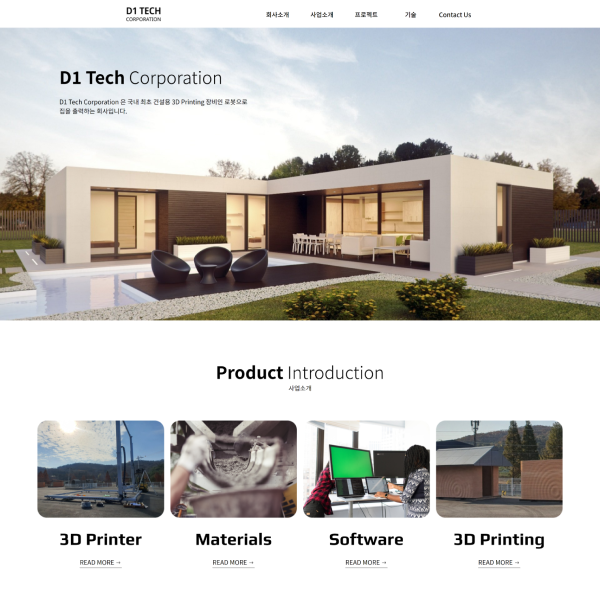 D1 TECH
CORPORATION
회사소개 사업소개 프로젝트 기술 Contact Us
D1 Tech Corporation
D1 Tech Corporation 은 국내 최초 건설용 3D Printing 장비인 로봇으로
집을 출력하는 회사입니다.
Product Introduction
사업소개
3D Printer Materials Software 3D Printing
READ MORE → READ MORE → READ MORE → READ MORE →